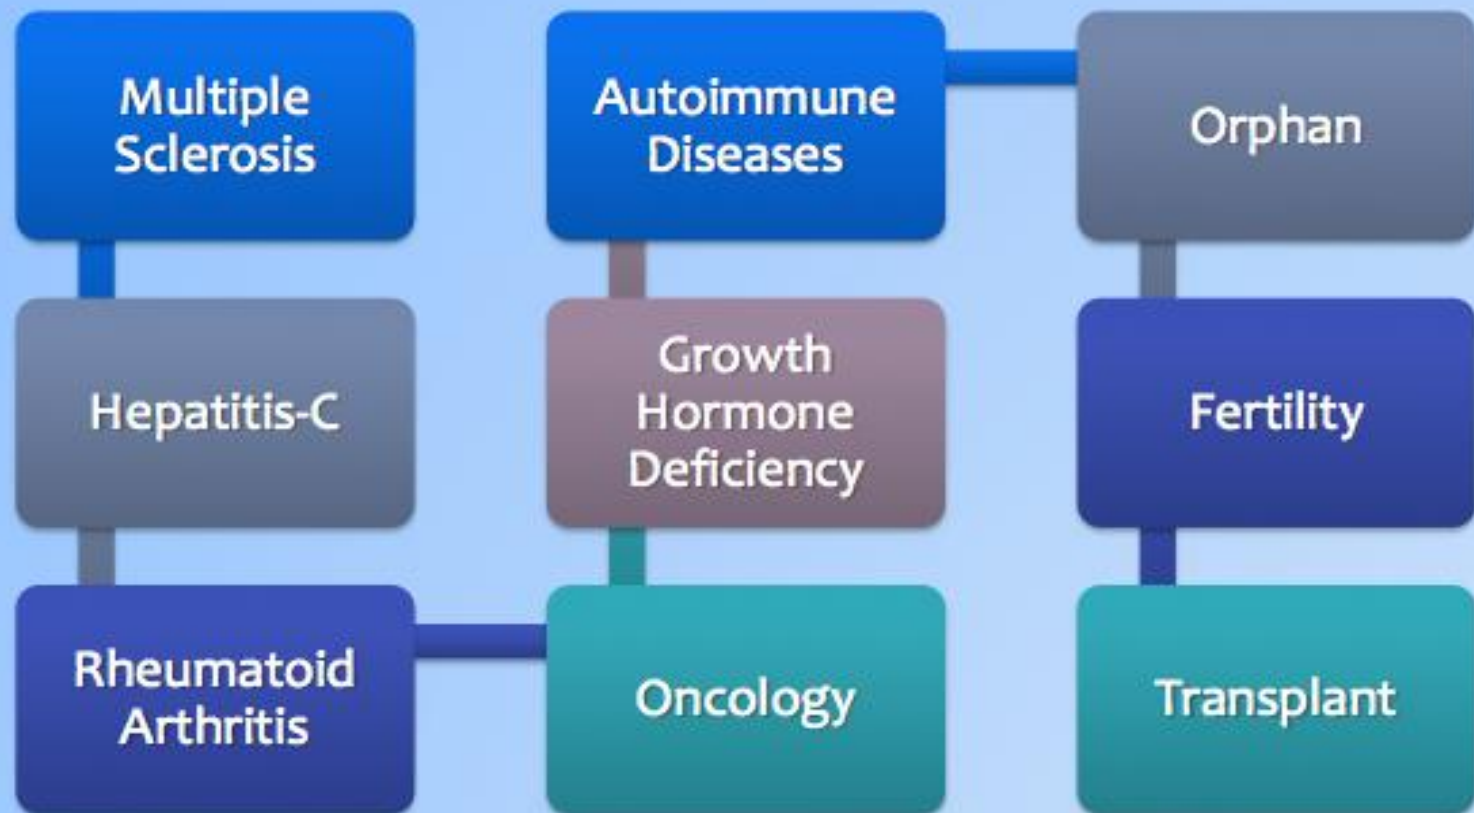 Multiple
Sclerosis
Hepatitis-C
Rheumatoid
Arthritis
Oncology
Growth
Hormone
Deficiency
Autoimmune
Diseases
Orphan
Fertility
Transplant